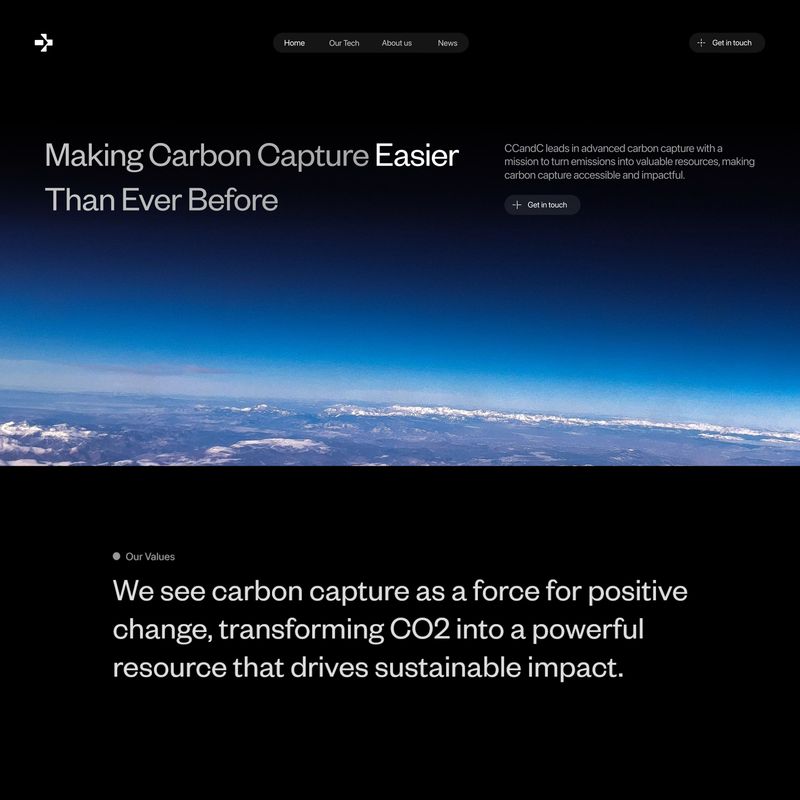 Home
Our Tech
About us
News
Get in touch
Making Carbon Capture Easier
Than Ever Before
CCandC leads in advanced carbon capture with a
mission to turn emissions into valuable resources, making
carbon capture accessible and impactful.
Get in touch
Our Values
We see carbon capture as a force for positive
change, transforming CO2 into a powerful
resource that drives sustainable impact.